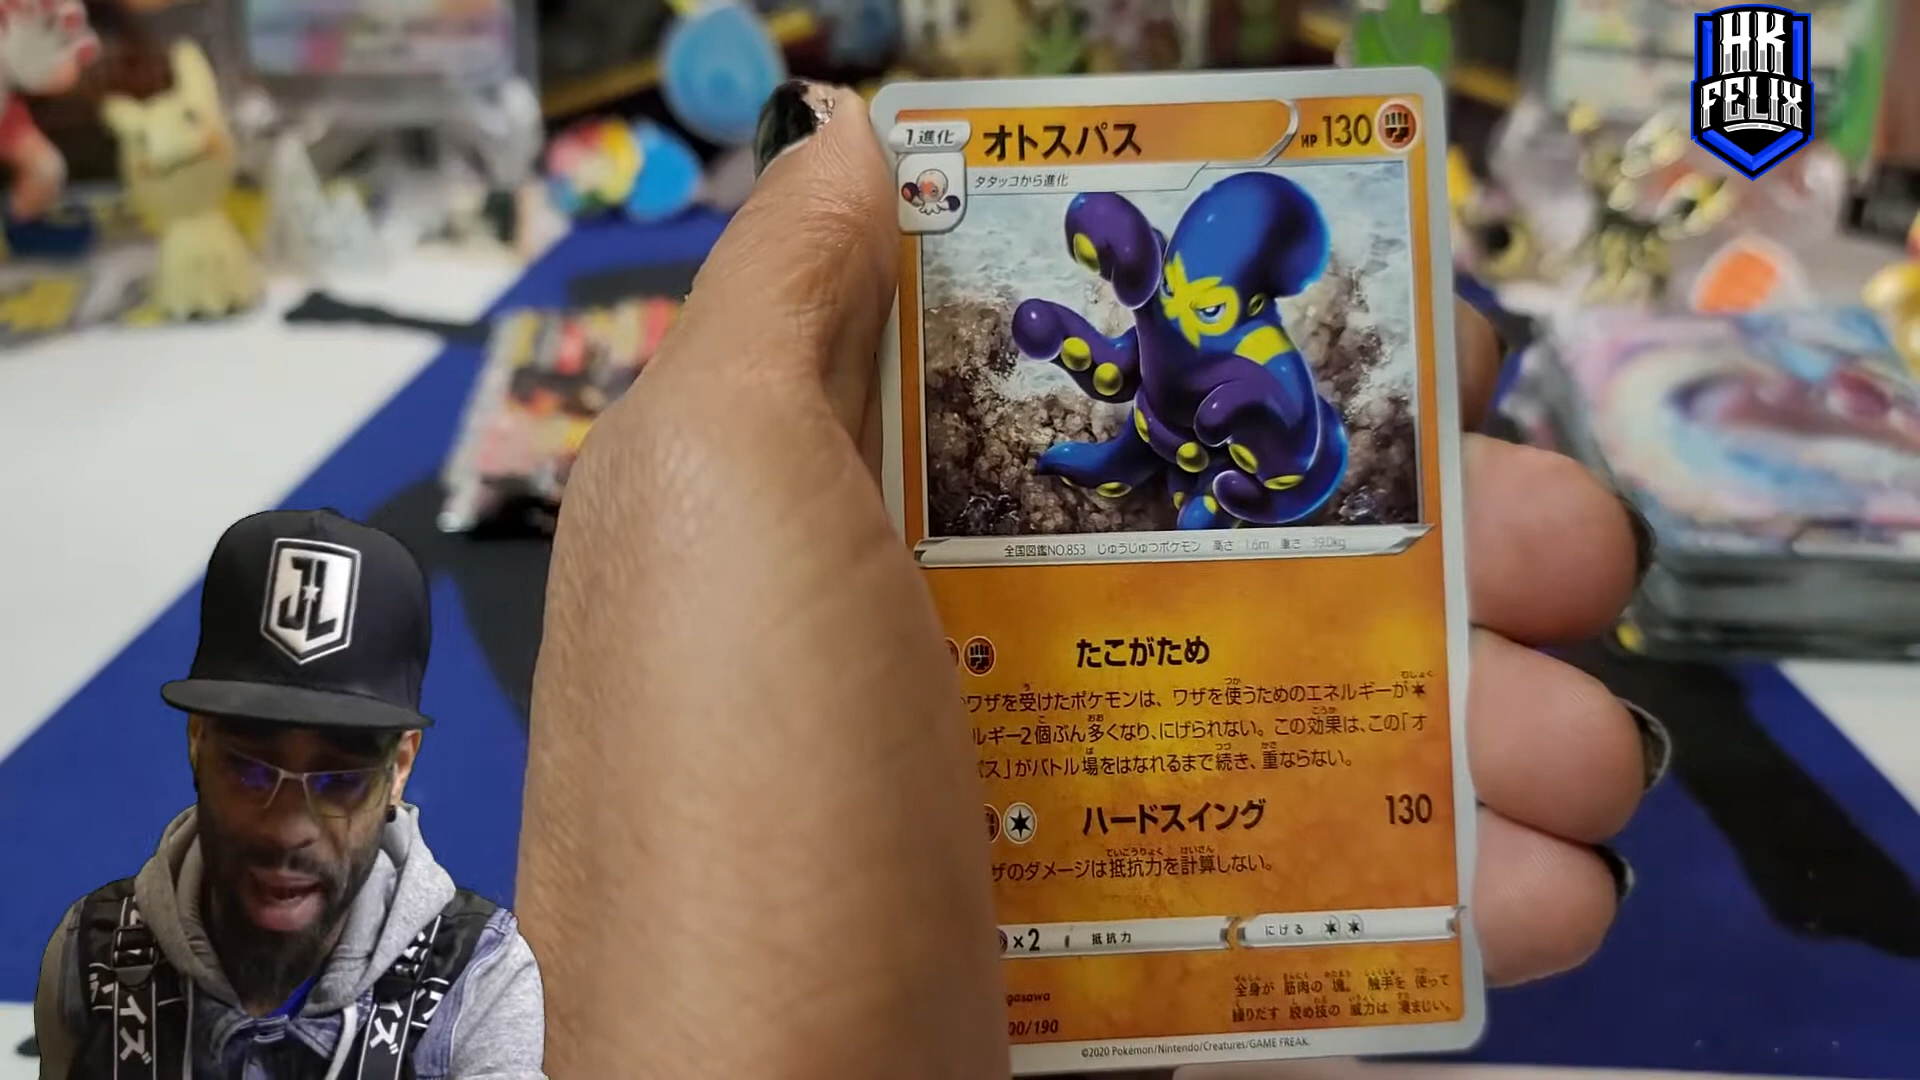 HK
FELIX
1進化
オトスパス
HP 130
タタッコから進化
全国図鑑NO.853 じゅうじゅつポケモン 高さ 1.6m 重さ 39.0kg
たこがため
ワザを受けたポケモンは、ワザを使うためのエネルギーが
ルギー2個ぶん多くなり、にげられない。この効果は、この「オ
ス」がバトル場をはなれるまで続き、重ならない。
ハードスイング 130
ザのダメージは抵抗力を計算しない。
×2 抵抗力 にげる
全身が 筋肉の 塊。 触手を 使って
繰りだす 絞め技の 威力は 凄まじい。
gasawa
00/190
©2020 Pokémon/Nintendo/Creatures/GAME FREAK.
JL
イズ
イズ